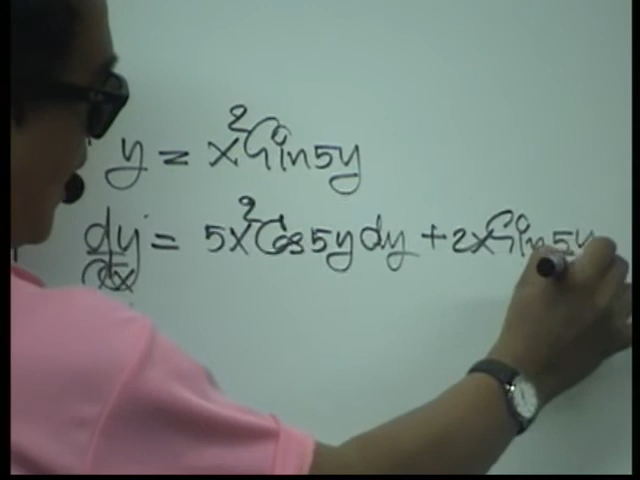 y = x²Sin5y
dy/dx = 5x²Cos5y dy + 2xSin5y